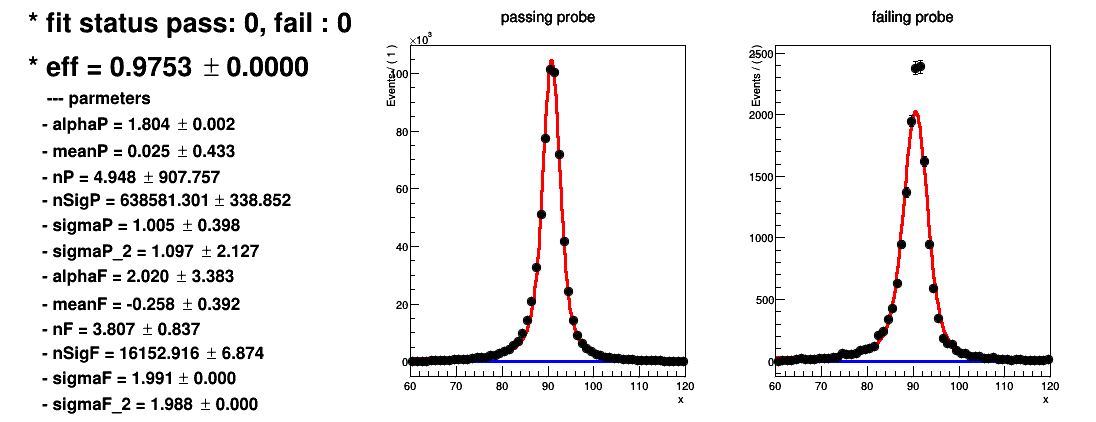 * fit status pass: 0, fail : 0
* eff = 0.9753 ± 0.0000
--- parmeters
- alphaP = 1.804 ± 0.002
- meanP = 0.025 ± 0.433
- nP = 4.948 ± 907.757
- nSigP = 638581.301 ± 338.852
- sigmaP = 1.005 ± 0.398
- sigmaP_2 = 1.097 ± 2.127
- alphaF = 2.020 ± 3.383
- meanF = -0.258 ± 0.392
- nF = 3.807 ± 0.837
- nSigF = 16152.916 ± 6.874
- sigmaF = 1.991 ± 0.000
- sigmaF_2 = 1.988 ± 0.000
passing probe
×10³
Events / ( 1 )
100
80
60
40
20
0
60 70 80 90 100 110 120
x
failing probe
Events / (
2500
2000
1500
1000
500
0
60 70 80 90 100 110 120
x